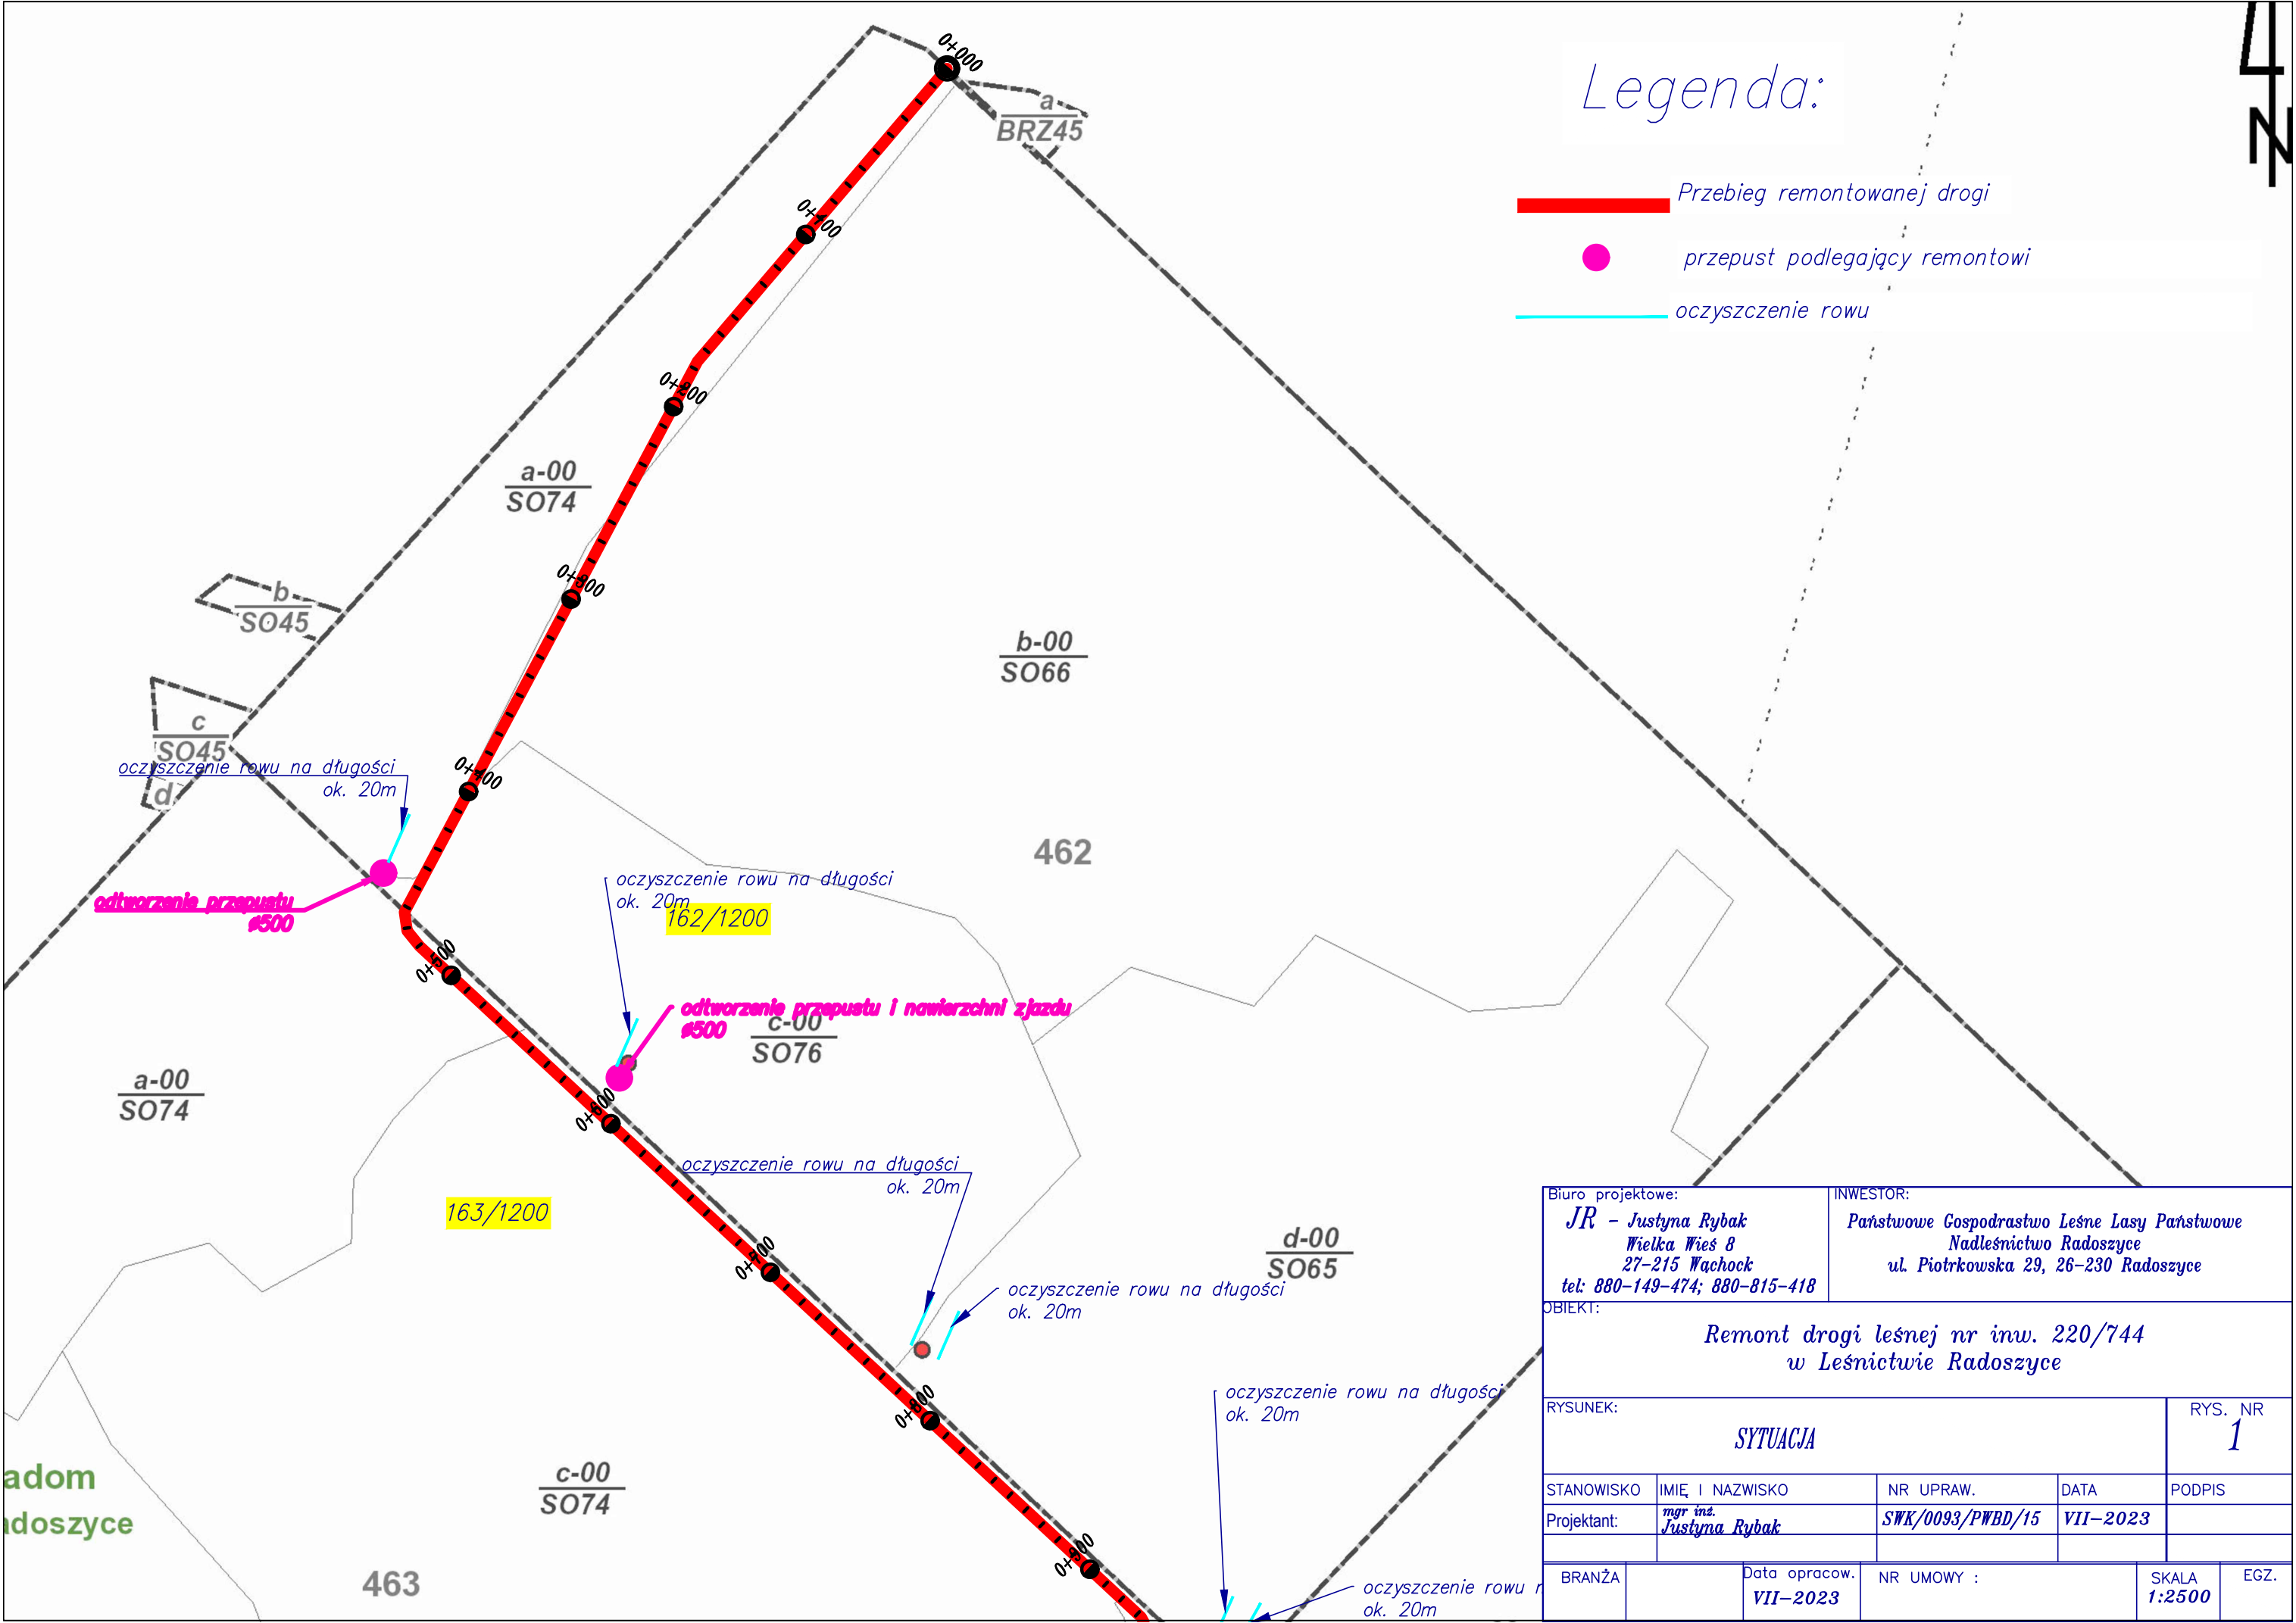 0+000
Legenda:
N
a
BRZ45
Przebieg remontowanej drogi
0+100
przepust podlegający remontowi
oczyszczenie rowu
0+200
a-00
SO74
0+300
b
SO45
b-00
SO66
c
SO45
oczyszczenie rowu na długości
ok. 20m
d
0+400
462
odtworzenie przepustu
ø500
oczyszczenie rowu na długości
ok. 20m
162/1200
0+500
odtworzenie przepustu i nawierzchni zjazdu
ø500
c-00
SO76
a-00
SO74
0+600
oczyszczenie rowu na długości
ok. 20m
163/1200
0+700
d-00
SO65
oczyszczenie rowu na długości
ok. 20m
0+800
oczyszczenie rowu na długości
ok. 20m
c-00
SO74
adom
adoszyce
463
0+900
oczyszczenie rowu n
ok. 20m
Biuro projektowe:
JR - Justyna Rybak
Wielka Wieś 8
27-215 Wąchock
tel: 880-149-474; 880-815-418
INWESTOR:
Państwowe Gospodrastwo Leśne Lasy Państwowe
Nadleśnictwo Radoszyce
ul. Piotrkowska 29, 26-230 Radoszyce
OBIEKT:
Remont drogi leśnej nr inw. 220/744
w Leśnictwie Radoszyce
RYSUNEK:
SYTUACJA
RYS. NR
1
STANOWISKO IMIĘ I NAZWISKO NR UPRAW. DATA PODPIS
Projektant: mgr inż. Justyna Rybak SWK/0093/PWBD/15 VII-2023
BRANŻA Data opracow. NR UMOWY : SKALA EGZ.
VII-2023 1:2500